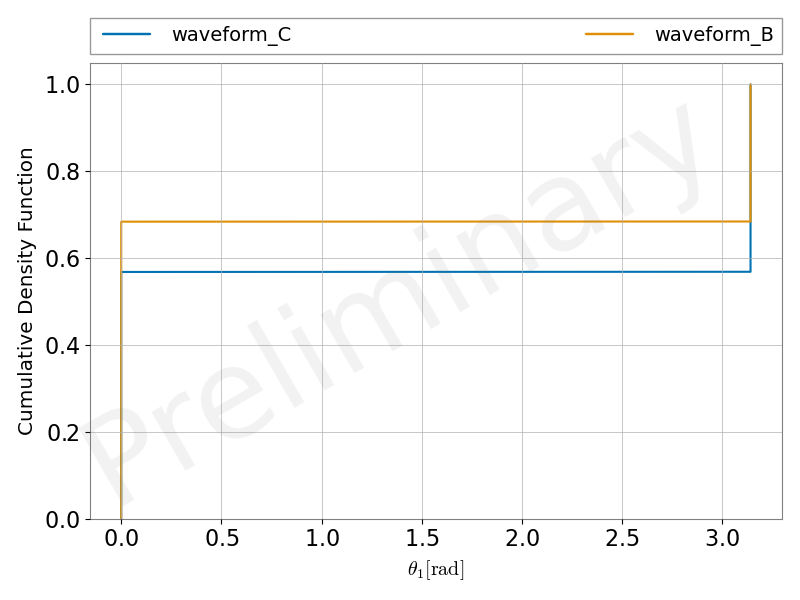 waveform_C waveform_B
1.0
0.8
0.6
0.4
0.2
0.0
Cumulative Density Function
Preliminary
0.0 0.5 1.0 1.5 2.0 2.5 3.0
θ₁[rad]